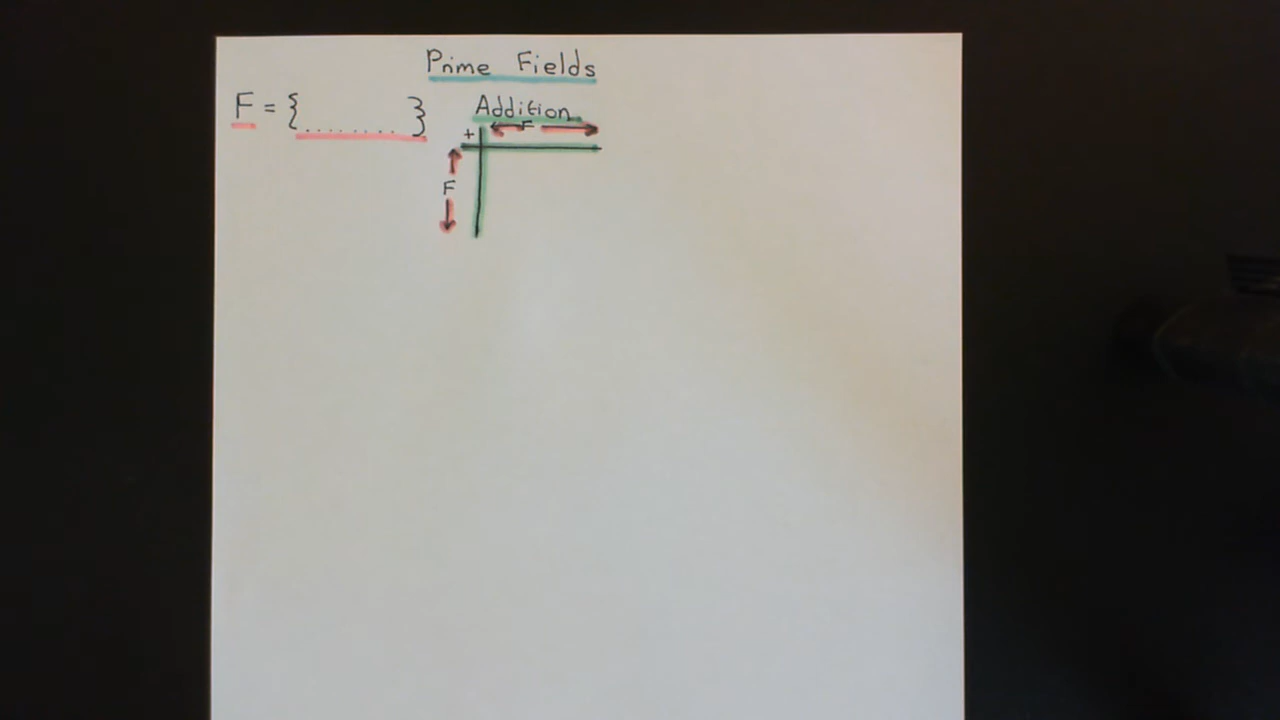 Prime Fields
F = {........}
Addition
+ F
F